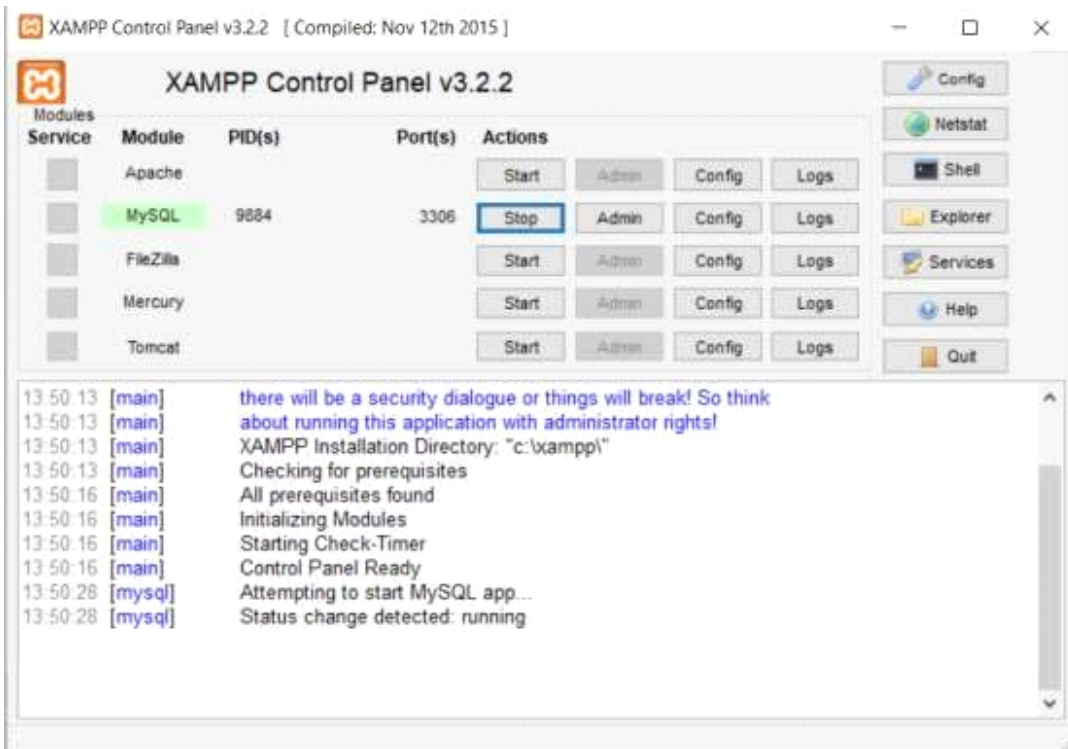 XAMPP Control Panel v3.2.2 [ Compiled: Nov 12th 2015 ]
XAMPP Control Panel v3.2.2
Config
Modules
Netstat
Service Module PID(s) Port(s) Actions
Apache Start Admin Config Logs
Shell
MySQL 9884 3306 Stop Admin Config Logs
Explorer
FileZilla Start Admin Config Logs
Services
Mercury Start Admin Config Logs
Help
Tomcat Start Admin Config Logs
Quit
13:50:13 [main] there will be a security dialogue or things will break! So think
13:50:13 [main] about running this application with administrator rights!
13:50:13 [main] XAMPP Installation Directory: "c:\xampp\"
13:50:13 [main] Checking for prerequisites
13:50:16 [main] All prerequisites found
13:50:16 [main] Initializing Modules
13:50:16 [main] Starting Check-Timer
13:50:16 [main] Control Panel Ready
13:50:28 [mysql] Attempting to start MySQL app...
13:50:28 [mysql] Status change detected: running